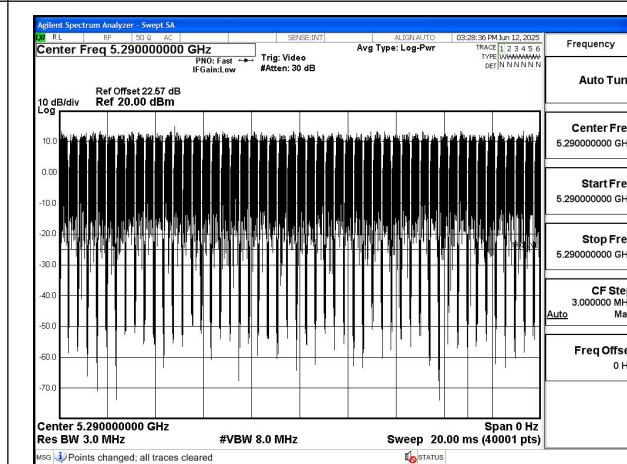 Agilent Spectrum Analyzer - Swept SA
RL RF 50 Ω AC SENSE:INT ALIGN AUTO 03:28:36 PM Jun 12, 2025
Center Freq 5.290000000 GHz
PNO: Fast
IFGain:Low
Trig: Video
#Atten: 30 dB
Avg Type: Log-Pwr
TRACE 1 2 3 4 5 6
TYPE
DET N N N N N N
Ref Offset 22.57 dB
10 dB/div Ref 20.00 dBm
Log
10.0
0.00
-10.0
-20.0
-30.0
-40.0
-50.0
-60.0
-70.0
Center 5.290000000 GHz Span 0 Hz
Res BW 3.0 MHz #VBW 8.0 MHz Sweep 20.00 ms (40001 pts)
MSG Points changed; all traces cleared STATUS
Frequency
Auto Tun
Center Fre
5.290000000 GH
Start Fre
5.290000000 GH
Stop Fre
5.290000000 GH
CF Ste
3.000000 MH
Auto Ma
Freq Offse
0 H